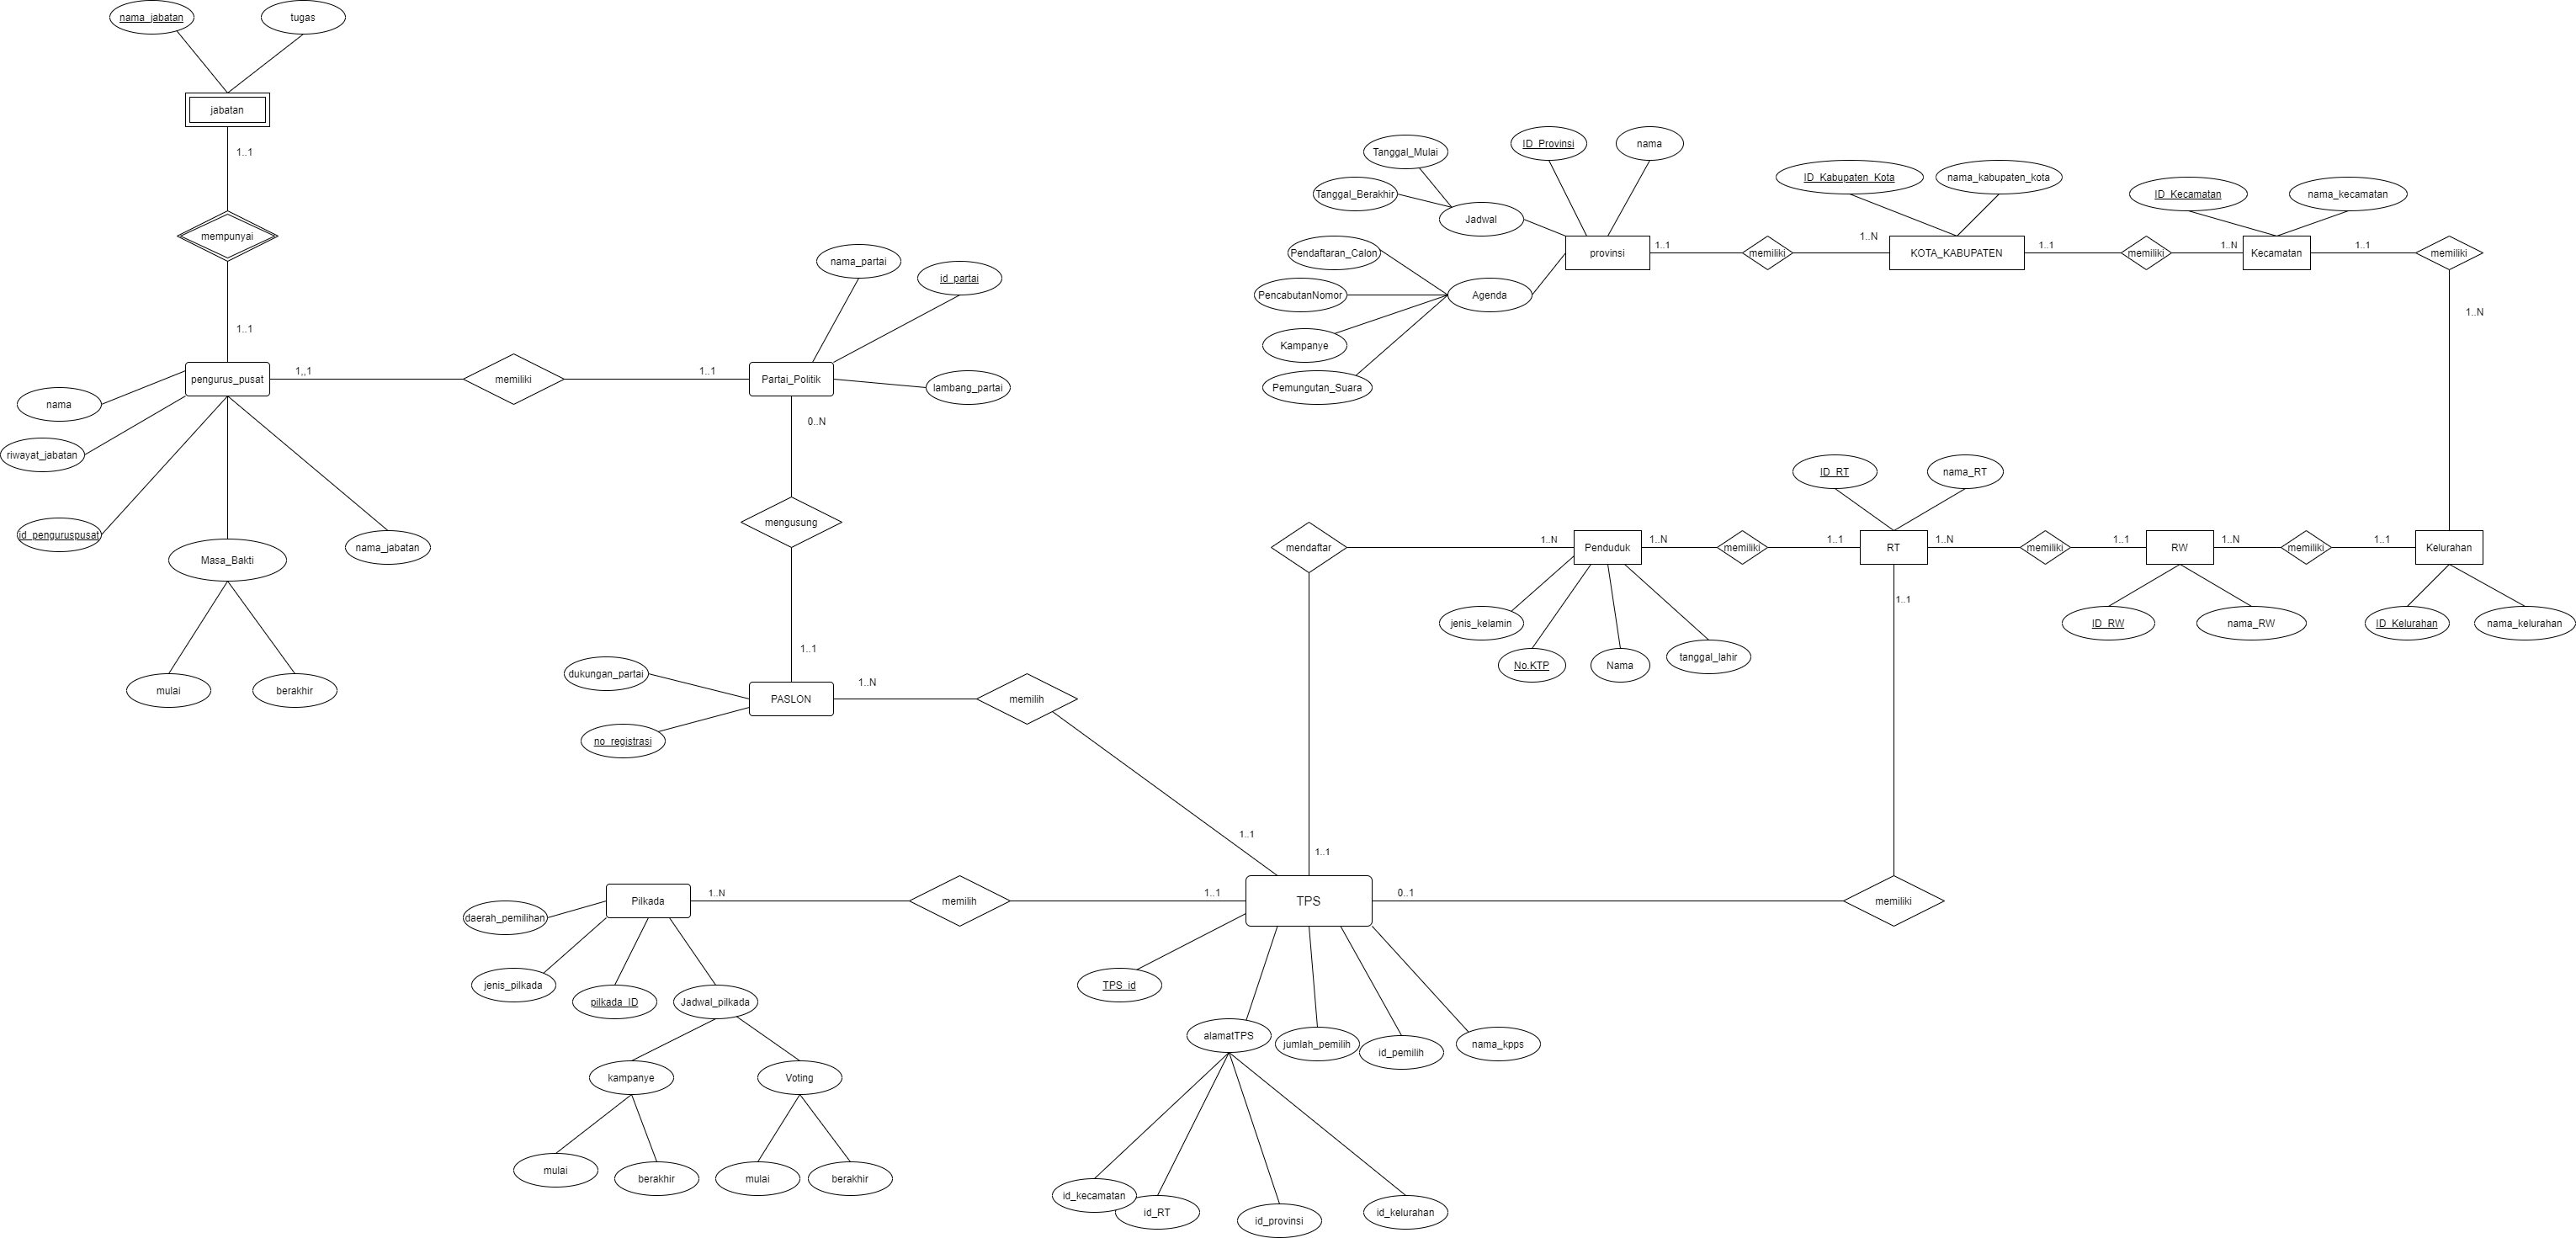 nama_jabatan
tugas
jabatan
1..1
mempunyai
1..1
pengurus_pusat
1,,1
memiliki
1..1
Partai_Politik
nama_partai
id_partai
lambang_partai
nama
riwayat_jabatan
id_penguruspusat
Masa_Bakti
nama_jabatan
mulai
berakhir
0..N
mengusung
1..1
PASLON
dukungan_partai
no_registrasi
1..N
memilih
1..1
Tanggal_Mulai
Tanggal_Berakhir
Jadwal
ID_Provinsi
nama
Pendaftaran_Calon
PencabutanNomor
Kampanye
Pemungutan_Suara
Agenda
provinsi
1..1
memiliki
1..N
ID_Kabupaten_Kota
nama_kabupaten_kota
KOTA_KABUPATEN
1..1
memiliki
1..N
ID_Kecamatan
nama_kecamatan
Kecamatan
1..1
memiliki
1..N
Kelurahan
ID_Kelurahan
nama_kelurahan
1..1
memiliki
1..N
RW
ID_RW
nama_RW
1..1
memiliki
1..N
RT
ID_RT
nama_RT
1..1
memiliki
1..N
Penduduk
jenis_kelamin
No.KTP
Nama
tanggal_lahir
1..N
mendaftar
1..1
1..1
memiliki
0..1
TPS
TPS_id
alamatTPS
jumlah_pemilih
id_pemilih
nama_kpps
id_kecamatan
id_RT
id_provinsi
id_kelurahan
1..1
memilih
1..N
Pilkada
daerah_pemilihan
jenis_pilkada
pilkada_ID
Jadwal_pilkada
kampanye
Voting
mulai
berakhir
mulai
berakhir